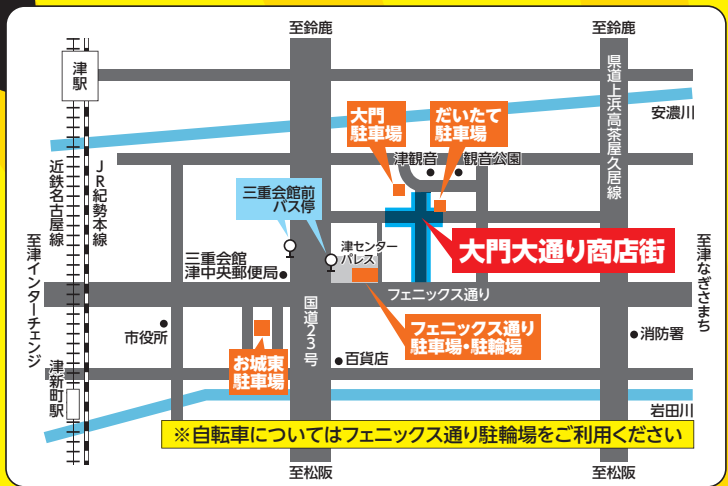 至鈴鹿
至鈴鹿
津駅
県道上浜高茶屋久居線
安濃川
大門
駐車場
だいたて
駐車場
津観音
観音公園
近鉄名古屋線
JR紀勢本線
三重会館前
バス停
三重会館
津中央郵便局
津センター
パレス
大門大通り商店街
至津インターチェンジ
至津なぎさまち
フェニックス通り
国道23号
市役所
お城東
駐車場
フェニックス通り
駐車場・駐輪場
消防署
百貨店
津新町駅
岩田川
※自転車についてはフェニックス通り駐輪場をご利用ください
至松阪
至松阪